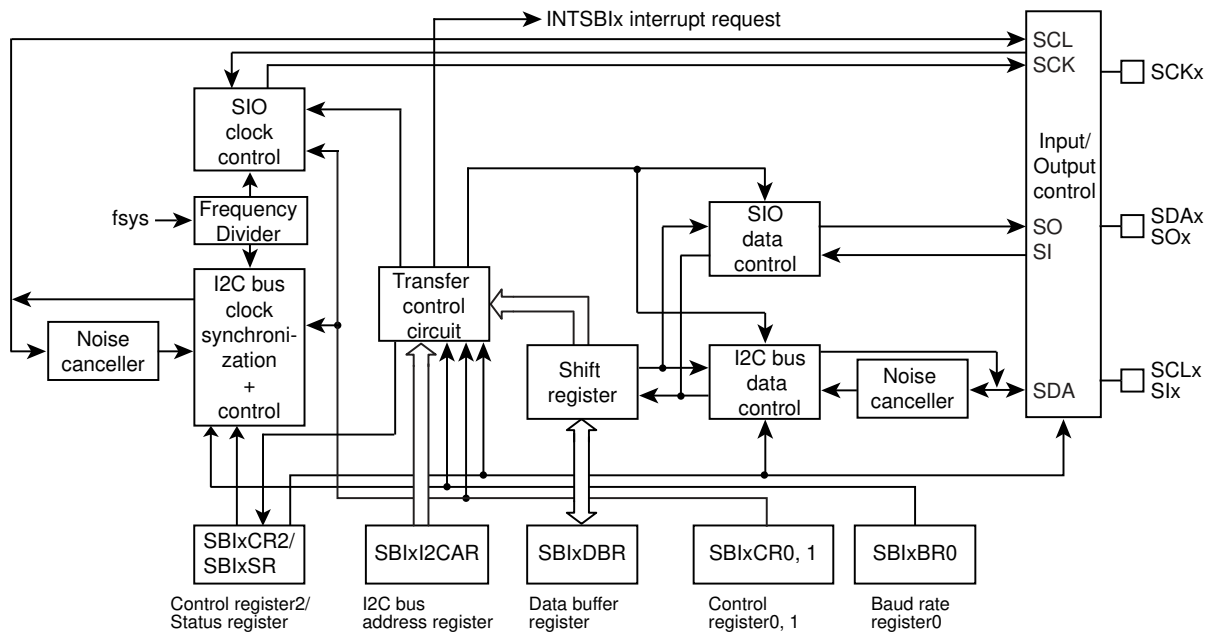 INTSBIx interrupt request
SCL
SCK
SCKx
SIO
clock
control
Input/
Output
control
fsys
Frequency
Divider
SIO
data
control
SO
SI
SDAx
SOx
I2C bus
clock
synchroni-
zation
+
control
Transfer
control
circuit
Noise
canceller
Shift
register
I2C bus
data
control
Noise
canceller
SDA
SCLx
SIx
SBIxCR2/
SBIxSR
SBIxI2CAR
SBIxDBR
SBIxCR0, 1
SBIxBR0
Control register2/
Status register
I2C bus
address register
Data buffer
register
Control
register0, 1
Baud rate
register0